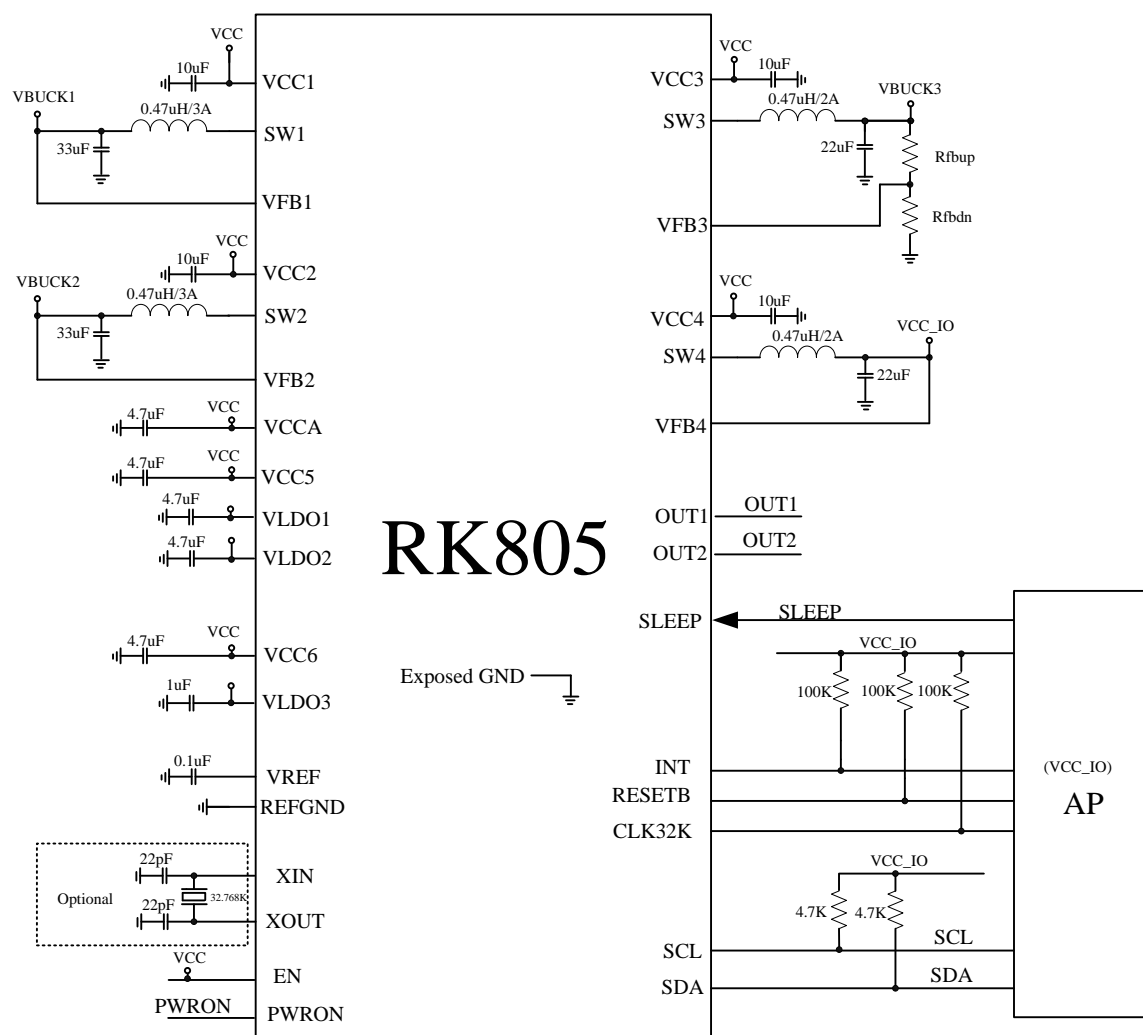 VCC
10uF
VCC1
VBUCK1
0.47uH/3A
SW1
33uF
VFB1
VCC
10uF
VCC2
VBUCK2
0.47uH/3A
SW2
33uF
VFB2
4.7uF
VCC
VCCA
4.7uF
VCC
VCC5
4.7uF
VLDO1
4.7uF
VLDO2
4.7uF
VCC
VCC6
1uF
VLDO3
0.1uF
VREF
REFGND
22pF
XIN
Optional
32.768K
22pF
XOUT
VCC
EN
PWRON
PWRON
RK805
Exposed GND
VCC
10uF
VCC3
0.47uH/2A
VBUCK3
SW3
22uF
Rfbup
VFB3
Rfbdn
VCC
10uF
VCC4
0.47uH/2A
VCC_IO
SW4
22uF
VFB4
OUT1
OUT1
OUT2
OUT2
SLEEP
SLEEP
VCC_IO
100K
100K
100K
INT
RESETB
CLK32K
(VCC_IO)
AP
VCC_IO
4.7K
4.7K
SCL
SCL
SDA
SDA